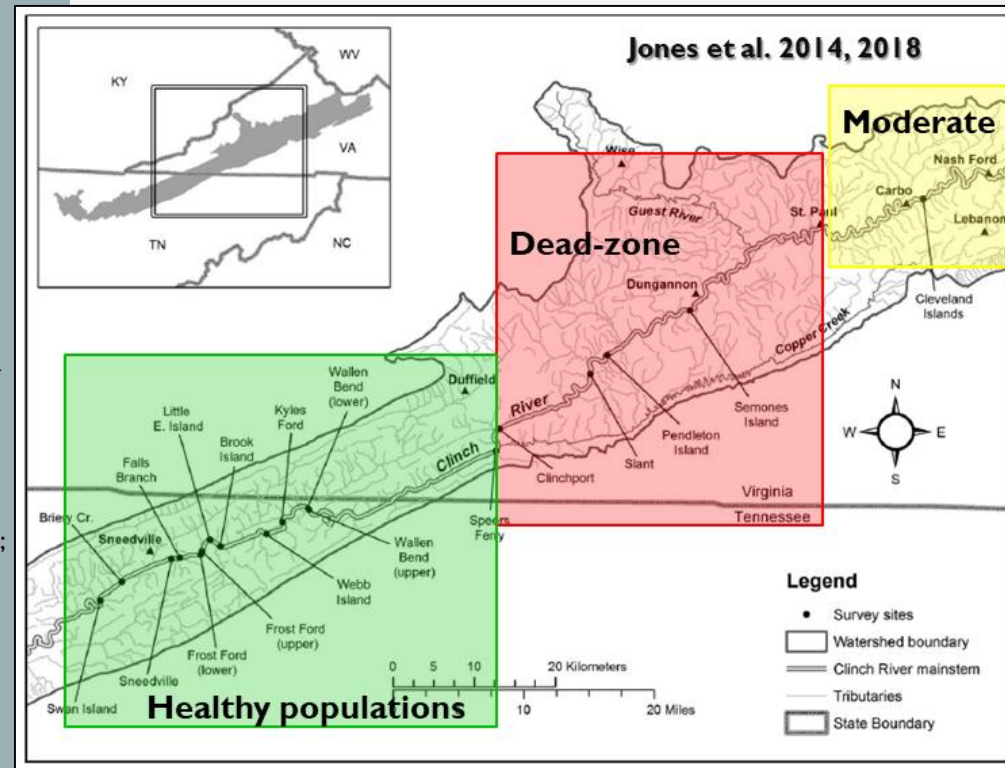 Jones et al. 2014, 2018
KY
WV
VA
TN
NC
Moderate
Nash Ford
Carbo
Lebanon
Cleveland
Islands
Wise
Guest River
St. Paul
Dead-zone
Dungannon
Copper Creek
Semones
Island
Pendleton
Island
Slant
River
Clinchport
Duffield
Clinch
Speers
Ferry
Wallen
Bend
(lower)
Kyles
Ford
Little
E. Island
Brook
Island
Falls
Branch
Briery Cr.
Sneedville
Wallen
Bend
(upper)
Webb
Island
Frost Ford
(upper)
Frost Ford
(lower)
Sneedville
Swan Island
Healthy populations
Virginia
Tennessee
N
W
E
S
0 5 10 20 Kilometers
0 5 10 20 Miles
Legend
Survey sites
Watershed boundary
Clinch River mainstem
Tributaries
State Boundary
;